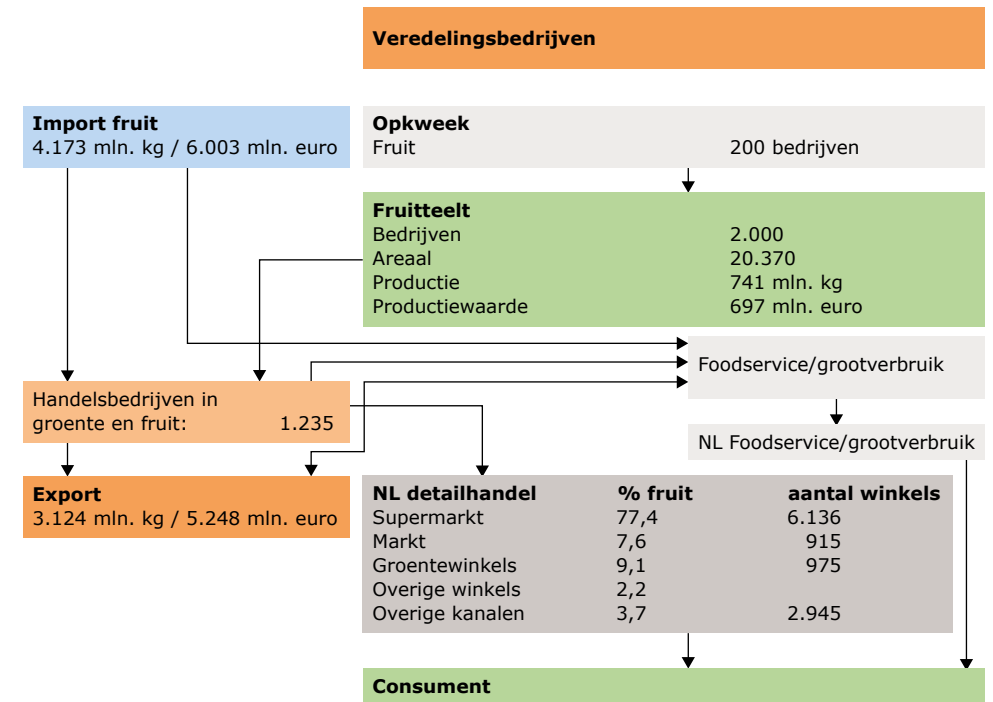 Veredelingsbedrijven
Import fruit
4.173 mln. kg / 6.003 mln. euro
Opkweek
Fruit 200 bedrijven
Fruitteelt
Bedrijven 2.000
Areaal 20.370
Productie 741 mln. kg
Productiewaarde 697 mln. euro
Foodservice/grootverbruik
Handelsbedrijven in
groente en fruit: 1.235
NL Foodservice/grootverbruik
Export
3.124 mln. kg / 5.248 mln. euro
NL detailhandel % fruit aantal winkels
Supermarkt 77,4 6.136
Markt 7,6 915
Groentewinkels 9,1 975
Overige winkels 2,2
Overige kanalen 3,7 2.945
Consument